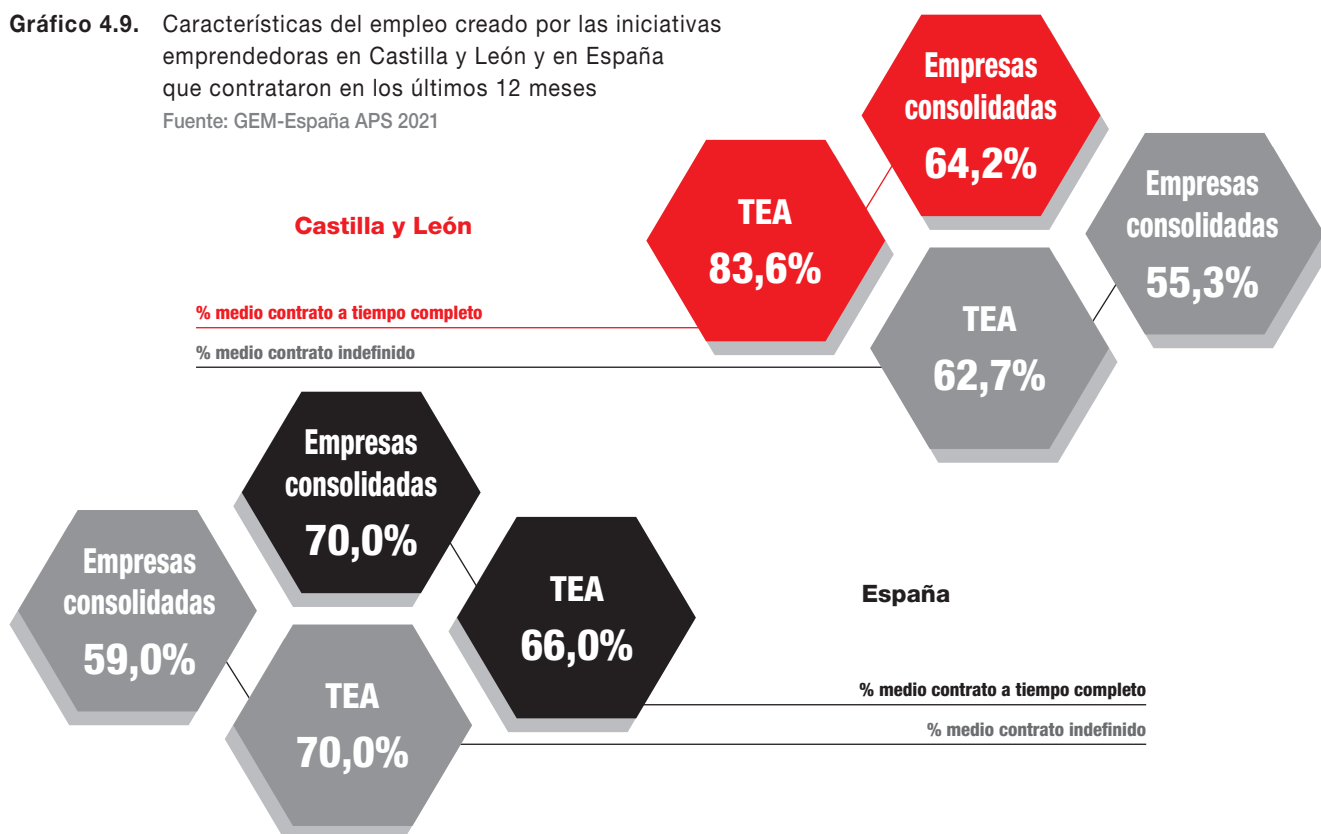 Gráfico 4.9. Características del empleo creado por las iniciativas
emprendedoras en Castilla y León y en España
que contrataron en los últimos 12 meses
Fuente: GEM-España APS 2021
Castilla y León
% medio contrato a tiempo completo
% medio contrato indefinido
TEA
83,6%
Empresas
consolidadas
64,2%
TEA
62,7%
Empresas
consolidadas
55,3%
Empresas
consolidadas
59,0%
Empresas
consolidadas
70,0%
TEA
70,0%
TEA
66,0%
España
% medio contrato a tiempo completo
% medio contrato indefinido